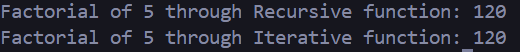 Factorial of 5 through Recursive function: 120
Factorial of 5 through Iterative function: 120